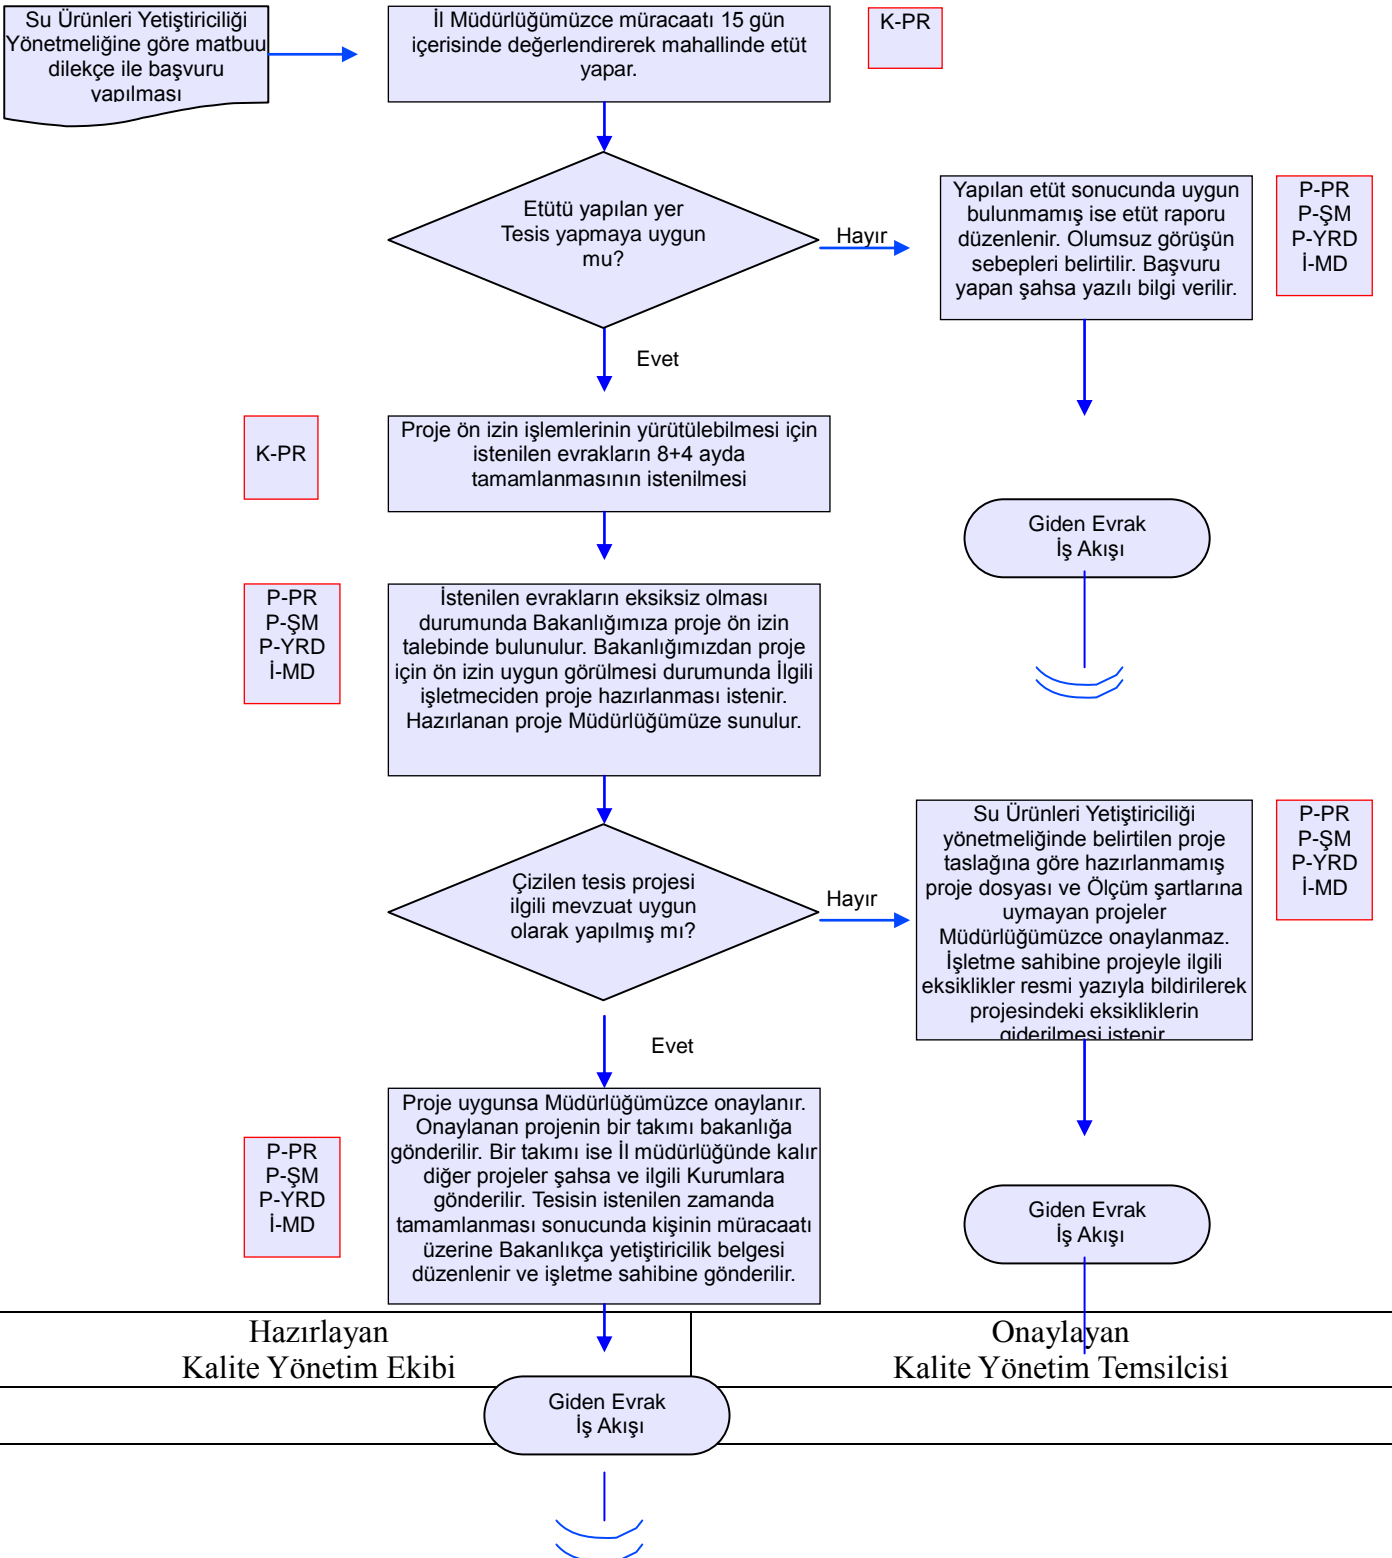 Su Ürünleri Yetiştiriciliği
Yönetmeliğine göre matbuu
dilekçe ile başvuru
yapılması
İl Müdürlüğümüzce müracaatı 15 gün
içerisinde değerlendirerek mahallinde etüt
yapar.
K-PR
Etütü yapılan yer
Tesis yapmaya uygun
mu?
Hayır
Yapılan etüt sonucunda uygun
bulunmamış ise etüt raporu
düzenlenir. Olumsuz görüşün
sebepleri belirtilir. Başvuru
yapan şahsa yazılı bilgi verilir.
P-PR
P-ŞM
P-YRD
İ-MD
Evet
K-PR
Proje ön izin işlemlerinin yürütülebilmesi için
istenilen evrakların 8+4 ayda
tamamlanmasının istenilmesi
Giden Evrak
İş Akışı
P-PR
P-ŞM
P-YRD
İ-MD
İstenilen evrakların eksiksiz olması
durumunda Bakanlığımıza proje ön izin
talebinde bulunulur. Bakanlığımızdan proje
için ön izin uygun görülmesi durumunda İlgili
işletmeciden proje hazırlanması istenir.
Hazırlanan proje Müdürlüğümüze sunulur.
Çizilen tesis projesi
ilgili mevzuat uygun
olarak yapılmış mı?
Hayır
Su Ürünleri Yetiştiriciliği
yönetmeliğinde belirtilen proje
taslağına göre hazırlanmamış
proje dosyası ve Ölçüm şartlarına
uymayan projeler
Müdürlüğümüzce onaylanmaz.
İşletme sahibine projeyle ilgili
eksiklikler resmi yazıyla bildirilerek
projesindeki eksikliklerin
giderilmesi istenir
P-PR
P-ŞM
P-YRD
İ-MD
Evet
P-PR
P-ŞM
P-YRD
İ-MD
Proje uygunsa Müdürlüğümüzce onaylanır.
Onaylanan projenin bir takımı bakanlığa
gönderilir. Bir takımı ise İl müdürlüğünde kalır
diğer projeler şahsa ve ilgili Kurumlara
gönderilir. Tesisin istenilen zamanda
tamamlanması sonucunda kişinin müracaatı
üzerine Bakanlıkça yetiştiricilik belgesi
düzenlenir ve işletme sahibine gönderilir.
Giden Evrak
İş Akışı
Hazırlayan
Kalite Yönetim Ekibi
Onaylayan
Kalite Yönetim Temsilcisi
Giden Evrak
İş Akışı